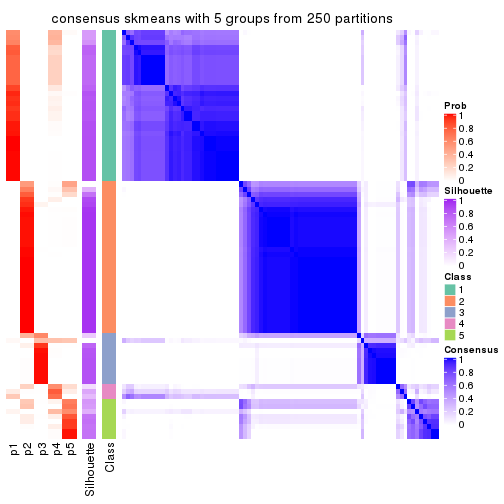 consensus skmeans with 5 groups from 250 partitions
Prob
1
0.8
0.6
0.4
0.2
0
Silhouette
1
0.8
0.6
0.4
0.2
0
Class
1
2
3
4
5
Consensus
1
0.8
0.6
0.4
0.2
0
p1
p2
p3
p4
p5
Silhouette
Class